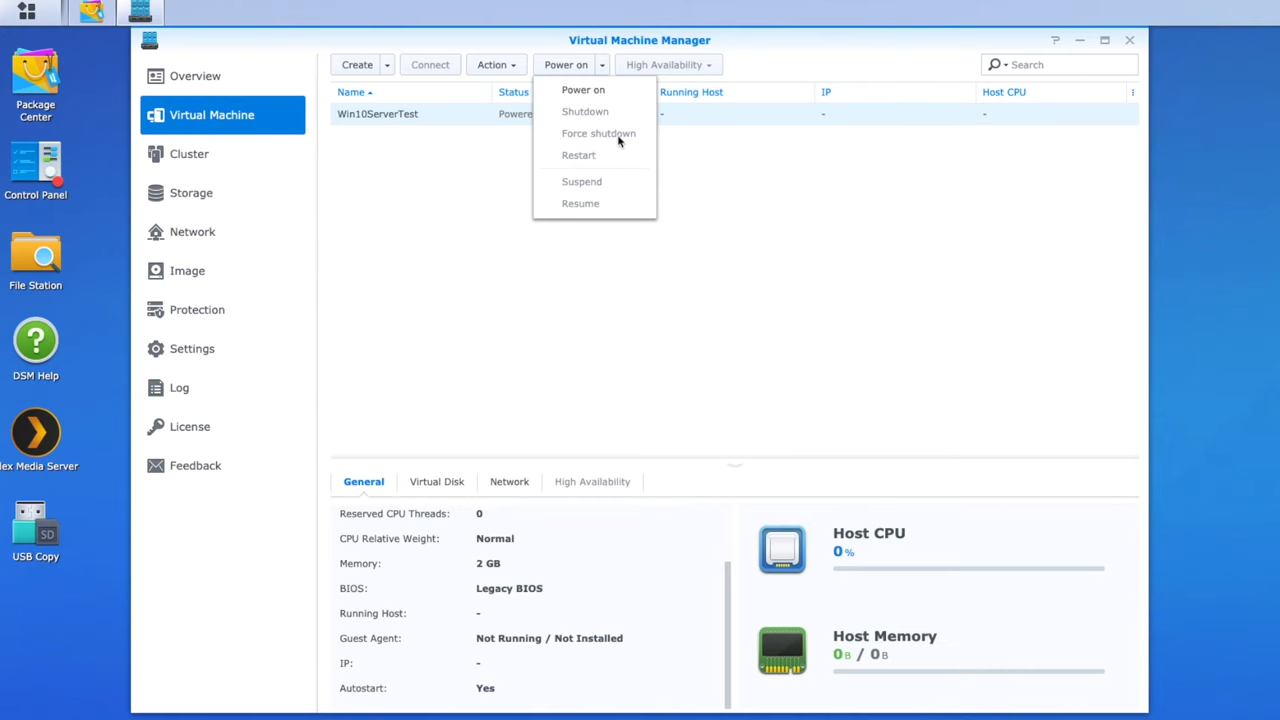 Virtual Machine Manager
Create
Connect
Action
Power on
High Availability
Search
Overview
Virtual Machine
Cluster
Storage
Network
Image
Protection
Settings
Log
License
Feedback
Name
Status
Running Host
IP
Host CPU
Win10ServerTest
Powere
-
-
-
Power on
Shutdown
Force shutdown
Restart
Suspend
Resume
General
Virtual Disk
Network
High Availability
Reserved CPU Threads: 0
CPU Relative Weight: Normal
Memory: 2 GB
BIOS: Legacy BIOS
Running Host: -
Guest Agent: Not Running / Not Installed
IP: -
Autostart: Yes
Host CPU
0 %
Host Memory
0 B / 0 B
Package
Center
Control Panel
File Station
?
DSM Help
lex Media Server
SD
USB Copy